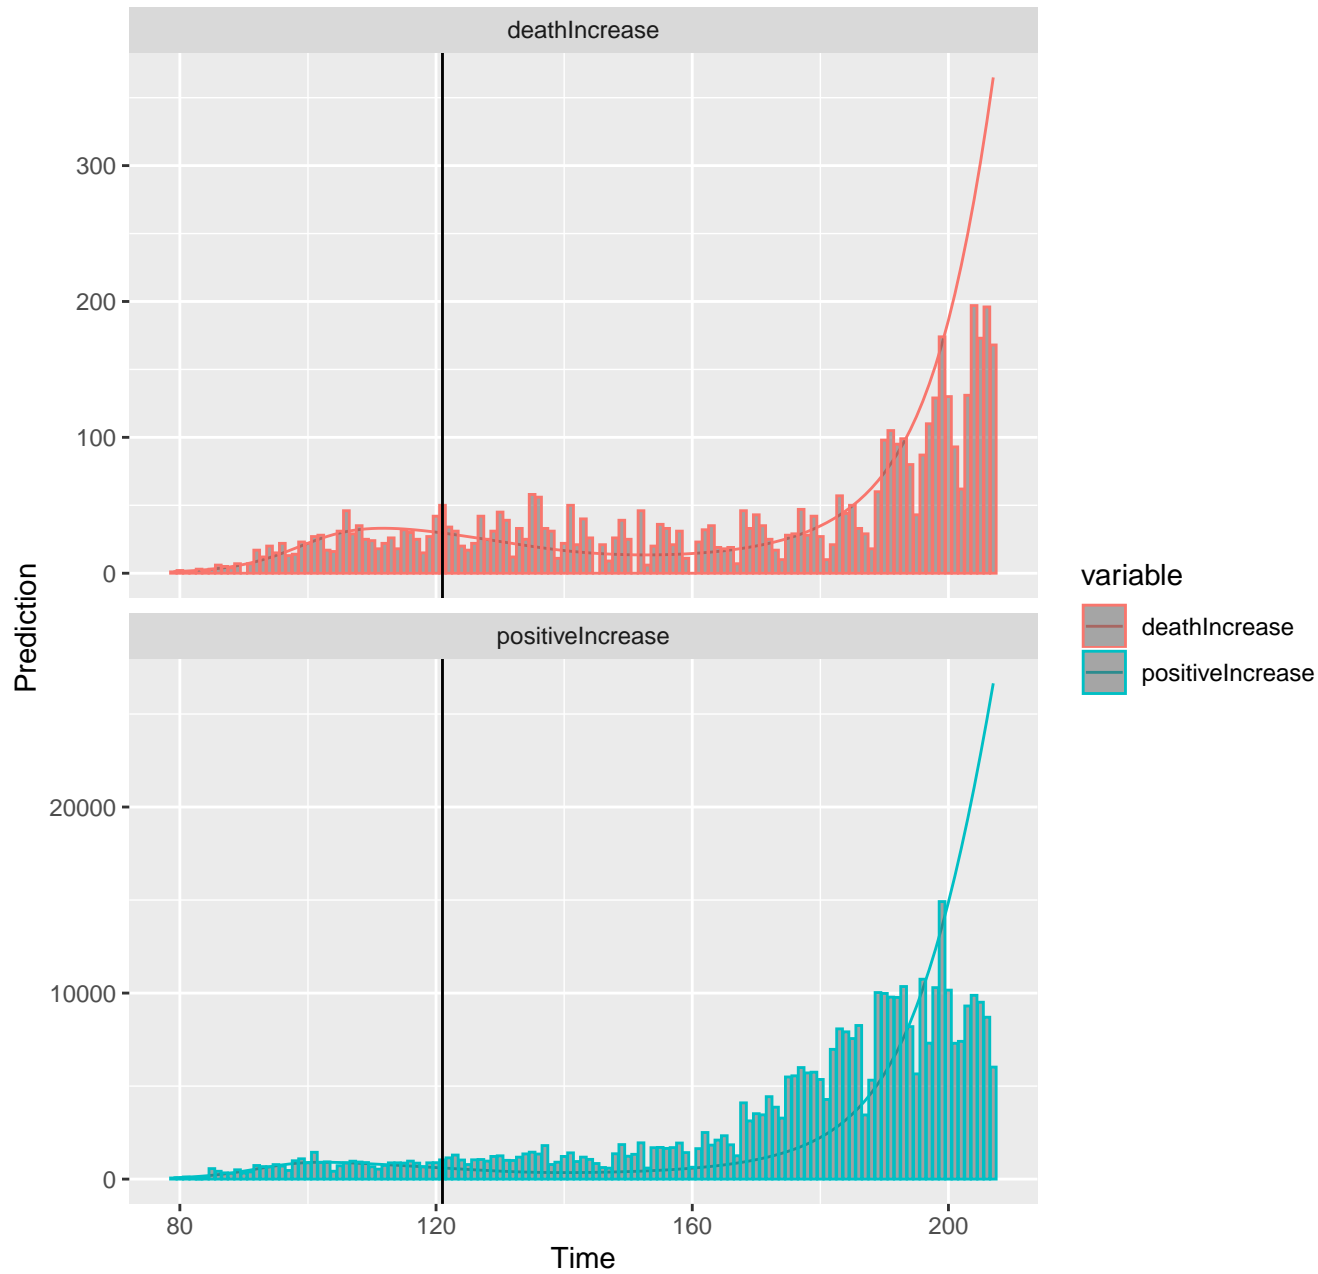 deathIncrease
300
200
100
0
positiveIncrease
20000
10000
0
80 120 160 200
Time
Prediction
variable
deathIncrease
positiveIncrease